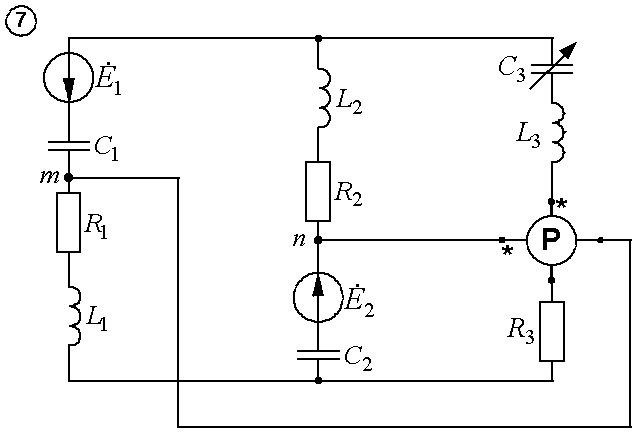 7
Ė₁
C₁
m
R₁
L₁
L₂
R₂
n
Ė₂
C₂
C₃
L₃
*
*
P
R₃